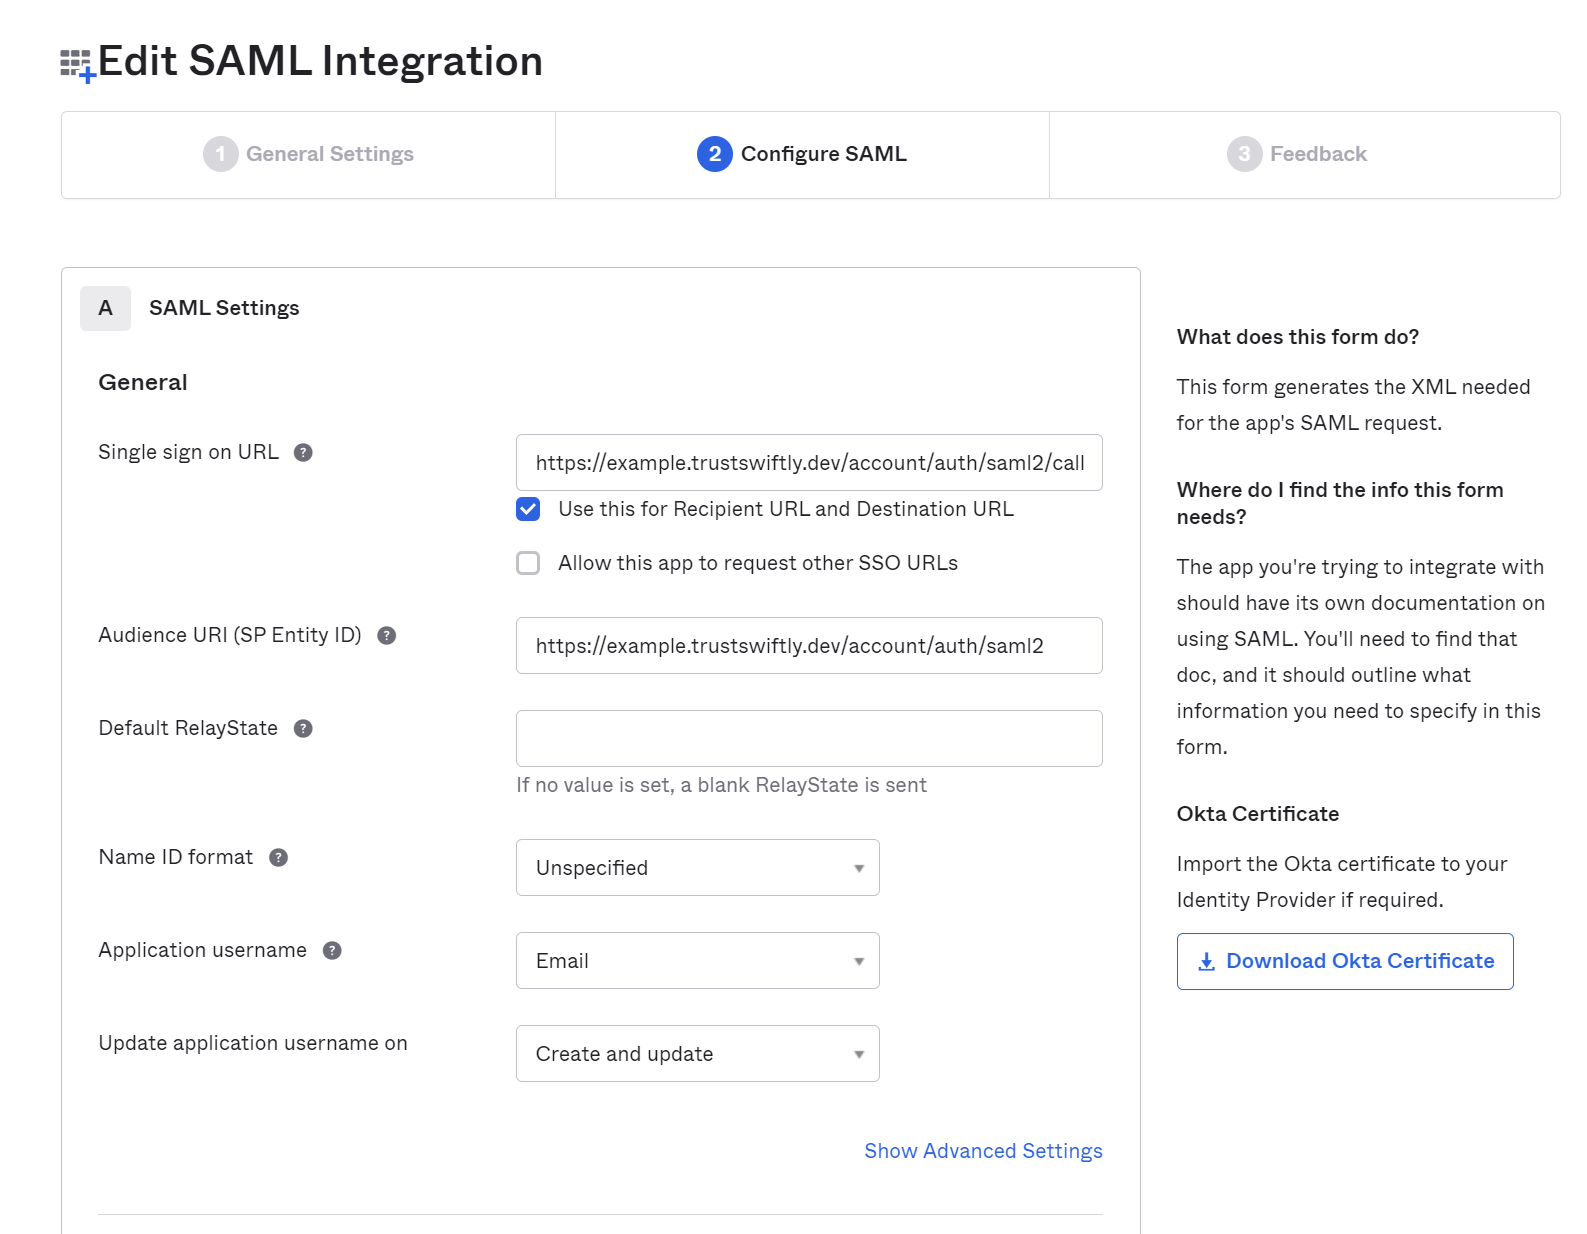 Edit SAML Integration
1 General Settings
2 Configure SAML
3 Feedback
A SAML Settings
General
Single sign on URL ?
https://example.trustswiftly.dev/account/auth/saml2/call
Use this for Recipient URL and Destination URL
Allow this app to request other SSO URLs
Audience URI (SP Entity ID) ?
https://example.trustswiftly.dev/account/auth/saml2
Default RelayState ?
If no value is set, a blank RelayState is sent
Name ID format ?
Unspecified
Application username ?
Email
Update application username on
Create and update
Show Advanced Settings
What does this form do?
This form generates the XML needed
for the app's SAML request.
Where do I find the info this form
needs?
The app you're trying to integrate with
should have its own documentation on
using SAML. You'll need to find that
doc, and it should outline what
information you need to specify in this
form.
Okta Certificate
Import the Okta certificate to your
Identity Provider if required.
Download Okta Certificate